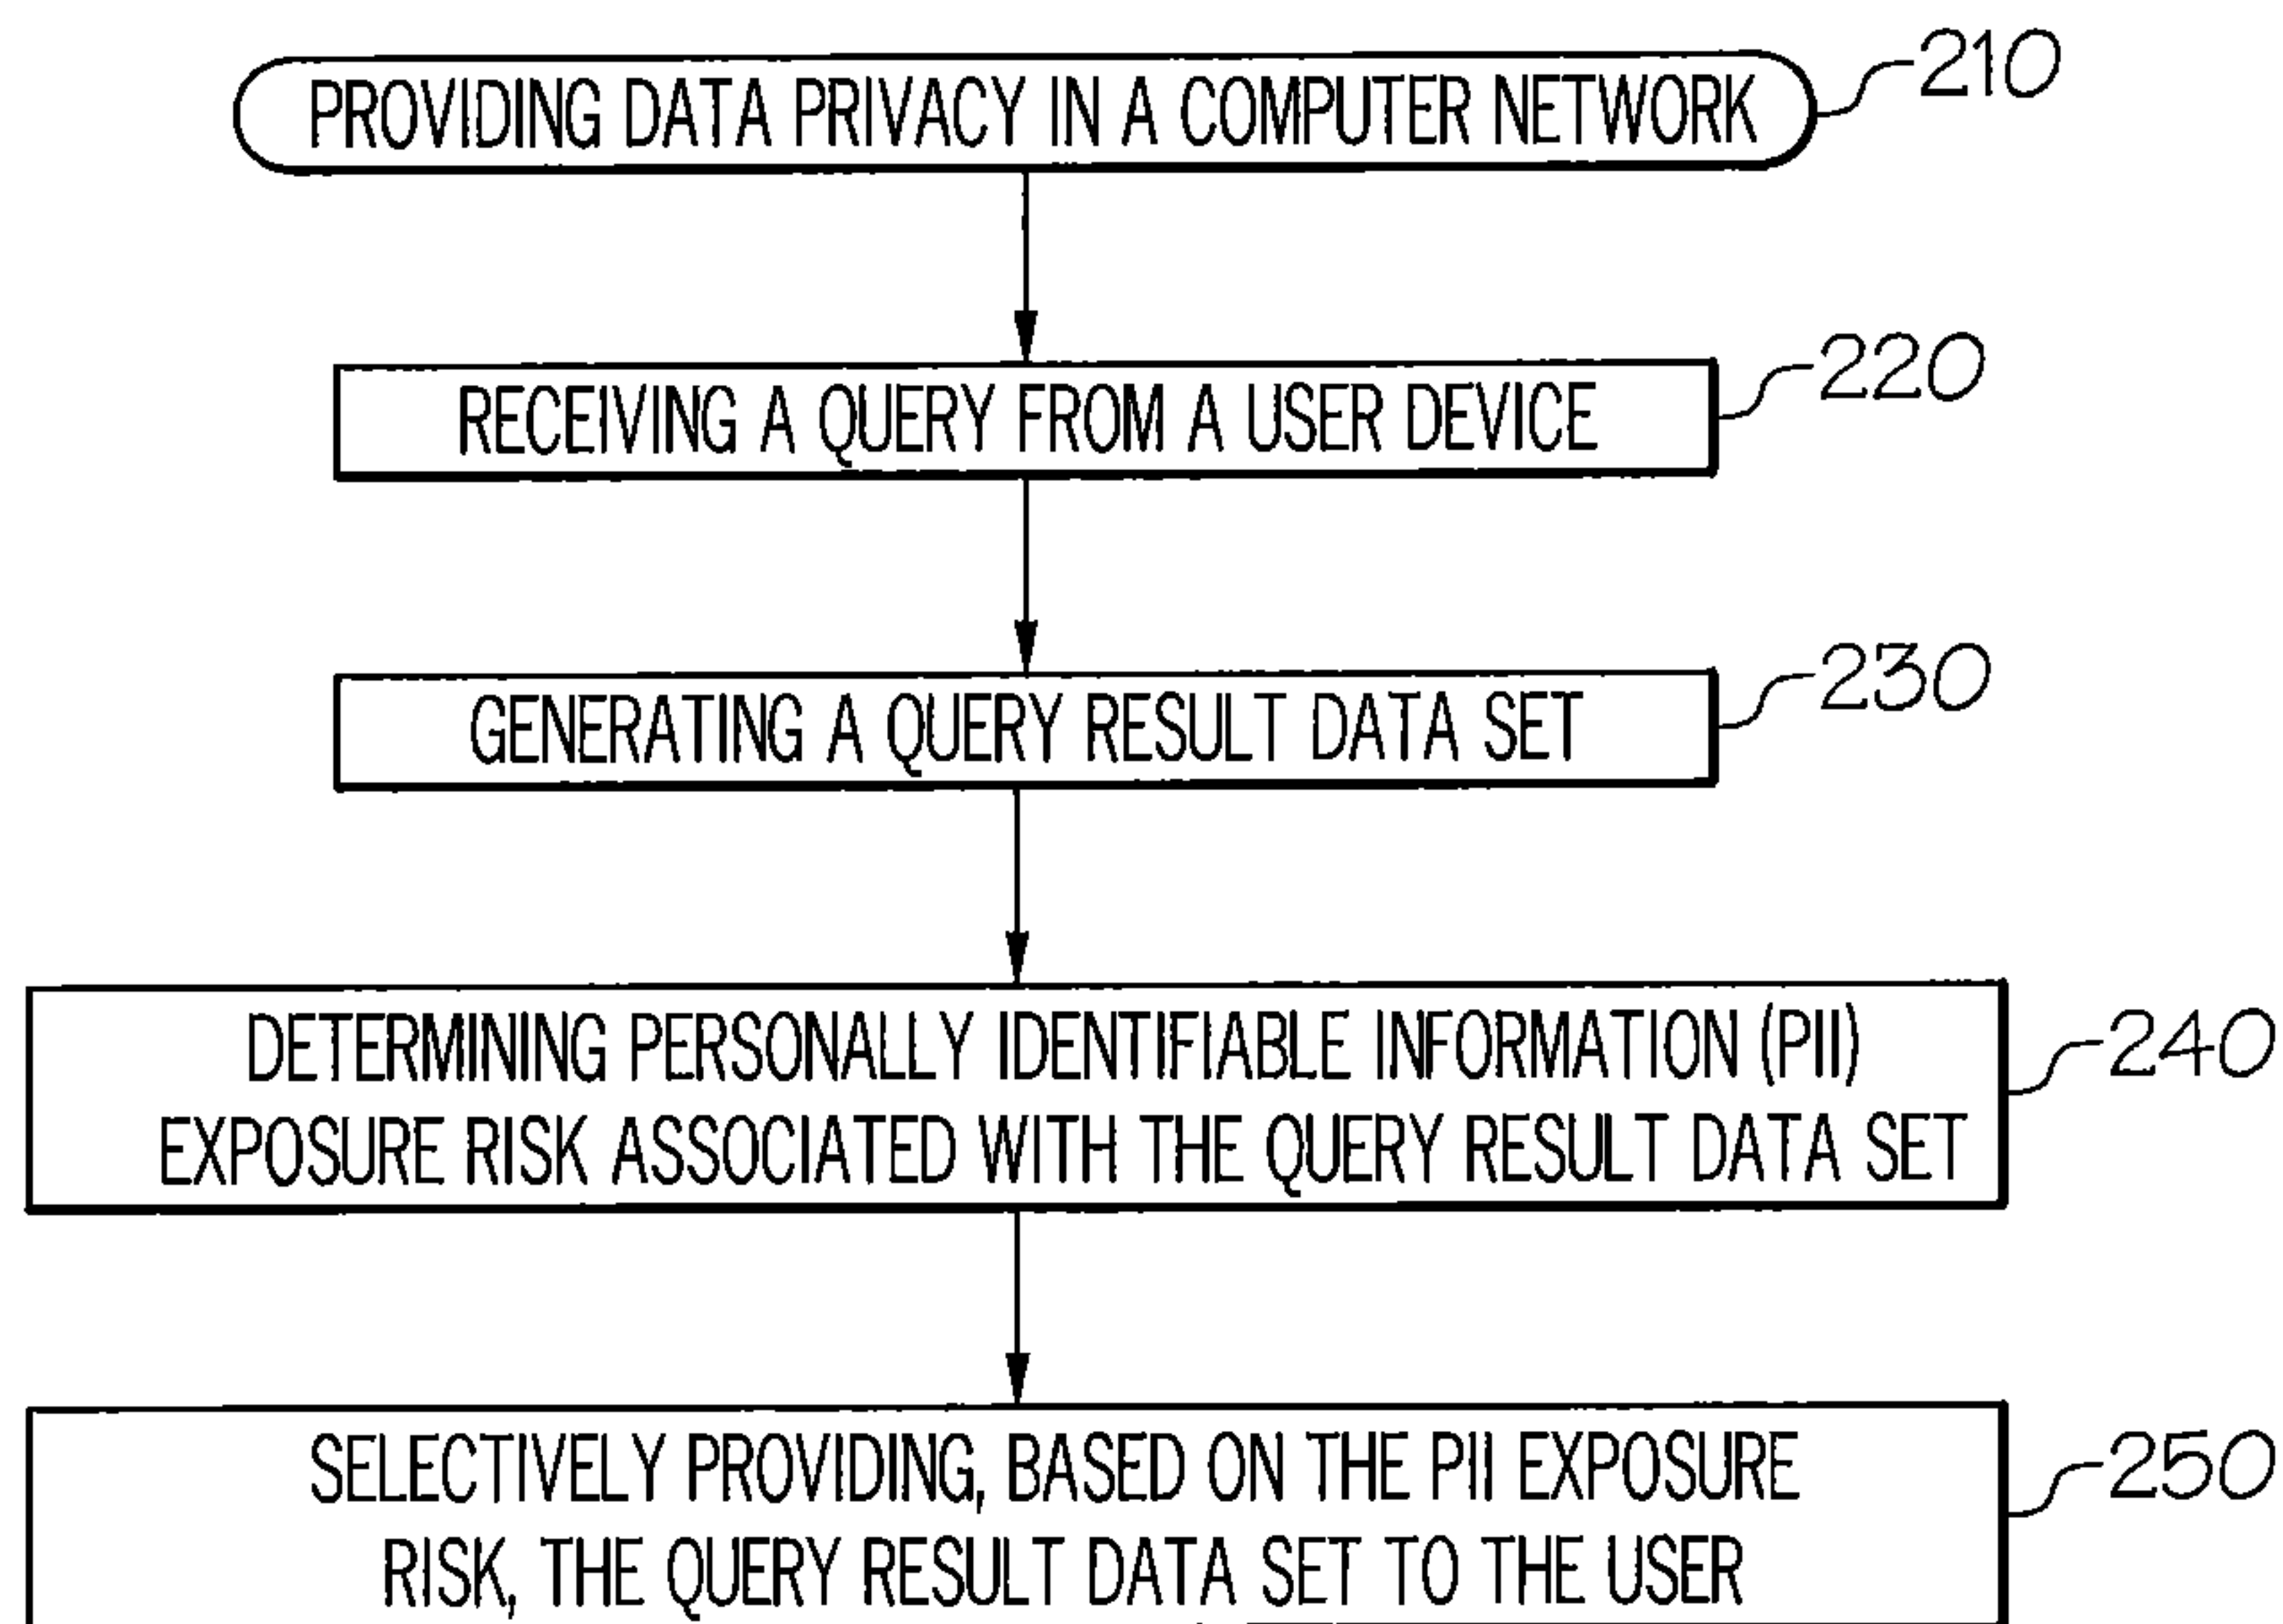 PROVIDING DATA PRIVACY IN A COMPUTER NETWORK
210
RECEIVING A QUERY FROM A USER DEVICE
220
GENERATING A QUERY RESULT DATA SET
230
DETERMINING PERSONALLY IDENTIFIABLE INFORMATION (PII)
EXPOSURE RISK ASSOCIATED WITH THE QUERY RESULT DATA SET
240
SELECTIVELY PROVIDING, BASED ON THE PII EXPOSURE
RISK, THE QUERY RESULT DATA SET TO THE USER
250